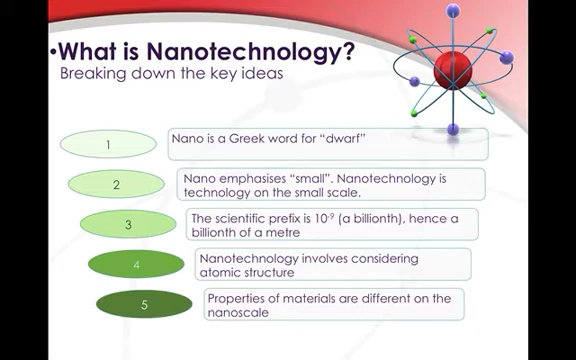 •What is Nanotechnology?
Breaking down the key ideas
1
Nano is a Greek word for “dwarf”
2
Nano emphasises “small”. Nanotechnology is
technology on the small scale.
3
The scientific prefix is 10⁻⁹ (a billionth), hence a
billionth of a metre
4
Nanotechnology involves considering
atomic structure
5
Properties of materials are different on the
nanoscale